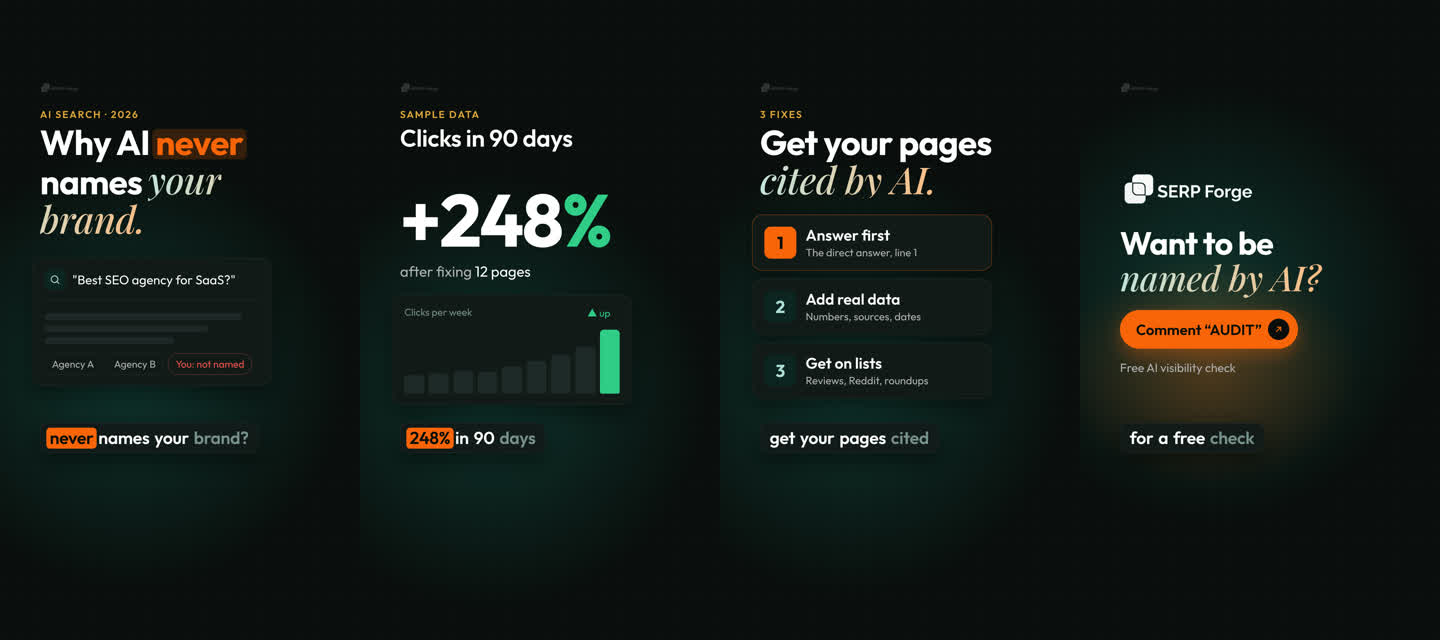 AI SEARCH · 2026
Why AI never
names your
brand.
"Best SEO agency for SaaS?"
Agency A
Agency B
You: not named
never names your brand?
SAMPLE DATA
Clicks in 90 days
+248%
after fixing 12 pages
Clicks per week
▲ up
248% in 90 days
3 FIXES
Get your pages
cited by AI.
1
Answer first
The direct answer, line 1
2
Add real data
Numbers, sources, dates
3
Get on lists
Reviews, Reddit, roundups
get your pages cited
SERP Forge
Want to be
named by AI?
Comment “AUDIT”
Free AI visibility check
for a free check